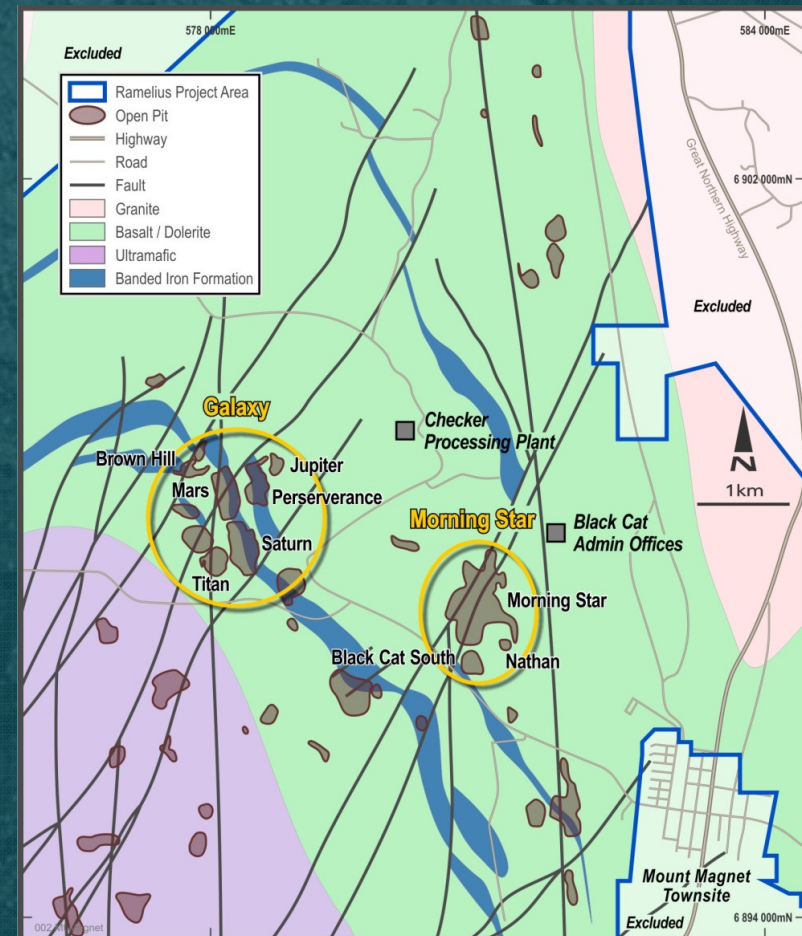 578 000mE
584 000mE
Excluded
Ramelius Project Area
Open Pit
Highway
Road
Fault
Granite
Basalt / Dolerite
Ultramafic
Banded Iron Formation
Great Northern Highway
6 902 000mN
Excluded
Galaxy
Checker
Processing Plant
N
1km
Brown Hill
Jupiter
Mars
Perserverance
Morning Star
Black Cat
Admin Offices
Saturn
Titan
Morning Star
Black Cat South
Nathan
Mount Magnet
Townsite
Excluded
6 894 000mN